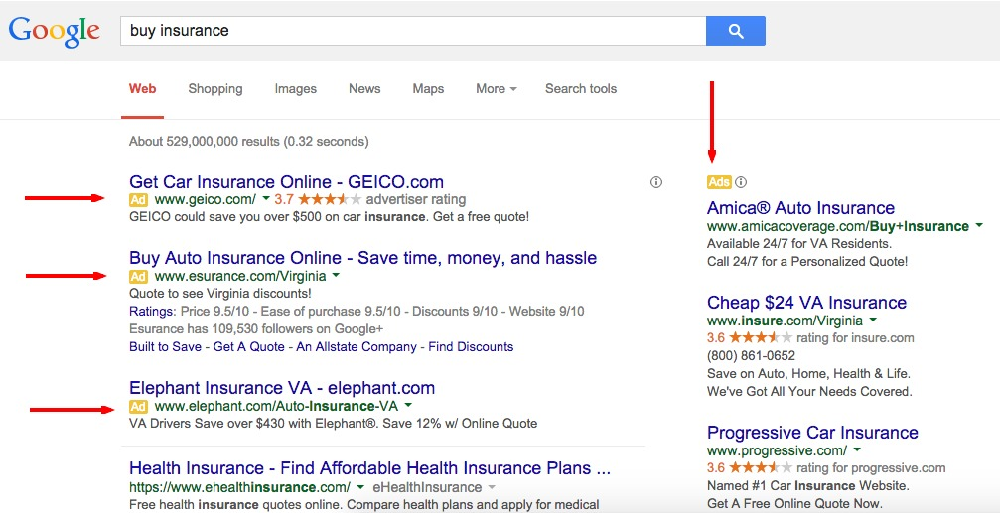 Google
buy insurance
Web Shopping Images News Maps More Search tools
About 529,000,000 results (0.32 seconds)
Get Car Insurance Online - GEICO.com
Ad www.geico.com/ 3.7 advertiser rating
GEICO could save you over $500 on car insurance. Get a free quote!
Buy Auto Insurance Online - Save time, money, and hassle
Ad www.esurance.com/Virginia
Quote to see Virginia discounts!
Ratings: Price 9.5/10 - Ease of purchase 9.5/10 - Discounts 9/10 - Website 9/10
Esurance has 109,530 followers on Google+
Built to Save - Get A Quote - An Allstate Company - Find Discounts
Elephant Insurance VA - elephant.com
Ad www.elephant.com/Auto-Insurance-VA
VA Drivers Save over $430 with Elephant®. Save 12% w/ Online Quote
Health Insurance - Find Affordable Health Insurance Plans ...
https://www.ehealthinsurance.com/ eHealthInsurance
Free health insurance quotes online. Compare health plans and apply for medical
Ads
Amica® Auto Insurance
www.amicacoverage.com/Buy+Insurance
Available 24/7 for VA Residents.
Call 24/7 for a Personalized Quote!
Cheap $24 VA Insurance
www.insure.com/Virginia
3.6 rating for insure.com
(800) 861-0652
Save on Auto, Home, Health & Life.
We've Got All Your Needs Covered.
Progressive Car Insurance
www.progressive.com/
3.6 rating for progressive.com
Named #1 Car Insurance Website.
Get A Free Online Quote Now.